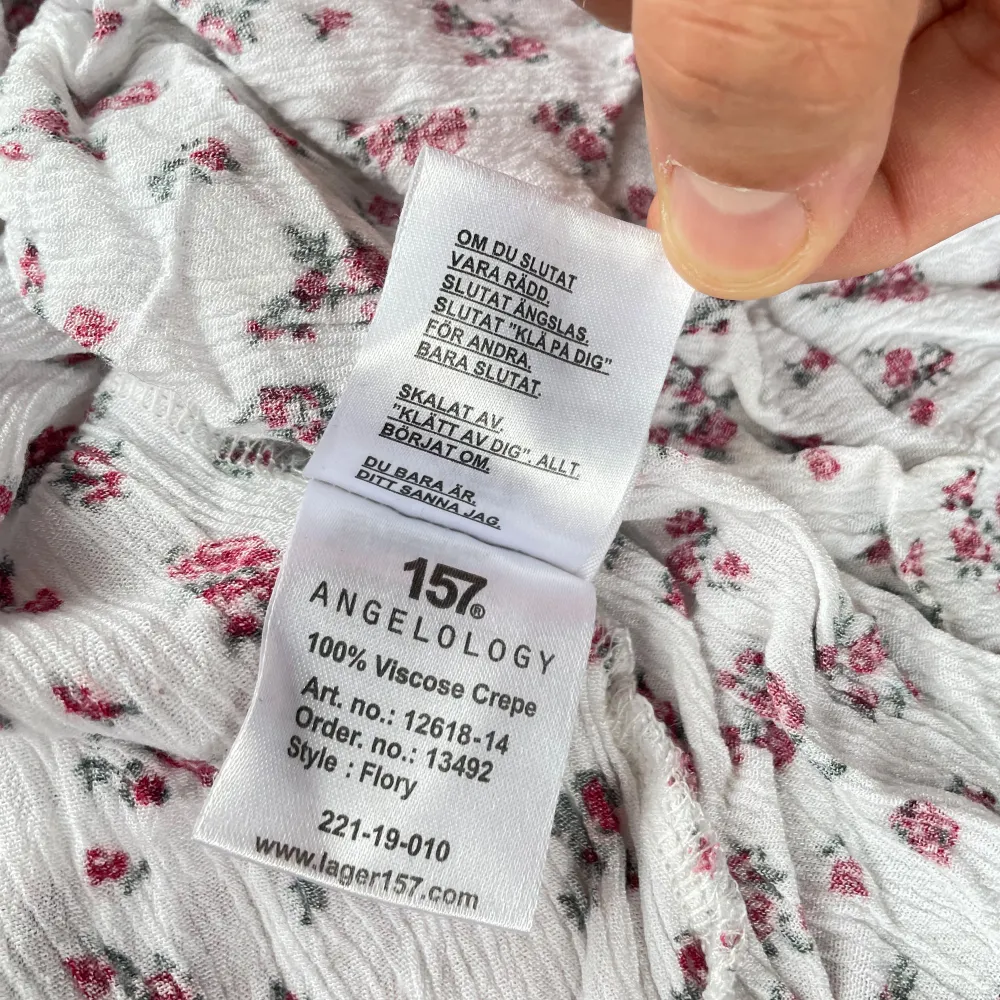 OM DU SLUTAT
VARA RÄDD.
SLUTAT ÄNGSLAS.
SLUTAT "KLÄ PÅ DIG"
FÖR ANDRA.
BARA SLUTAT.
SKALAT AV.
"KLÄTT AV DIG". ALLT
BÖRJAT OM.
DU BARA ÄR.
DITT SANNA JAG.
157®
ANGELOLOGY
100% Viscose Crepe
Art. no.: 12618-14
Order. no.: 13492
Style : Flory
221-19-010
www.lager157.com